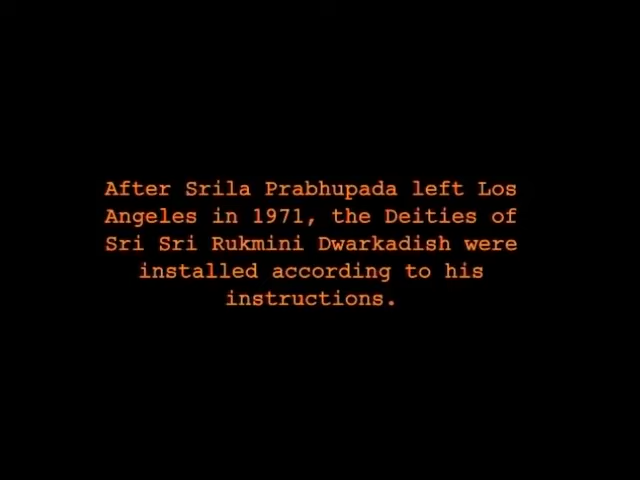 After Srila Prabhupada left Los
Angeles in 1971, the Deities of
Sri Sri Rukmini Dwarkadish were
installed according to his
instructions.